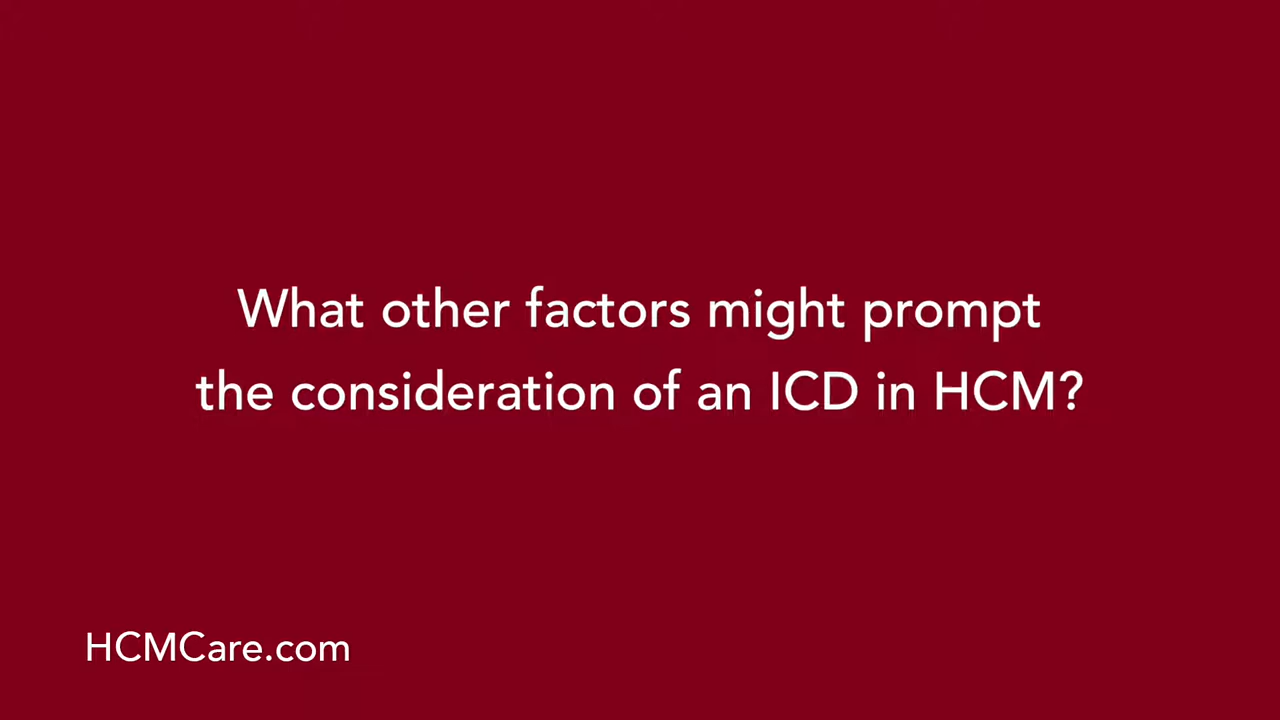 What other factors might prompt
the consideration of an ICD in HCM?
HCMCare.com